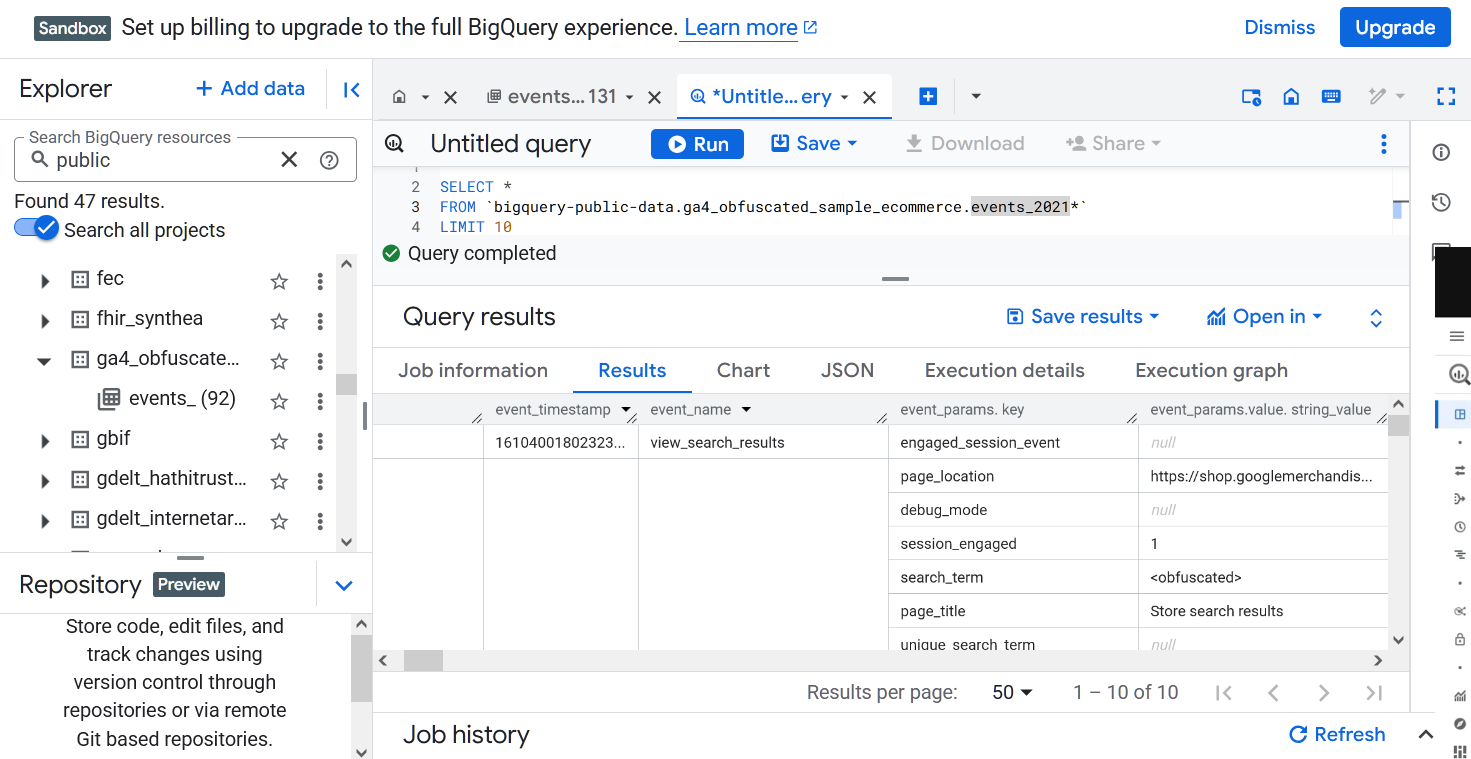 Sandbox Set up billing to upgrade to the full BigQuery experience. Learn more Dismiss Upgrade
Explorer + Add data
events...131 *Untitle... ery
Search BigQuery resources
public
Found 47 results.
Search all projects
fec
fhir_synthea
ga4_obfuscate...
events_ (92)
gbif
gdelt_hathitrust...
gdelt_internetar...
Repository Preview
Store code, edit files, and
track changes using
version control through
repositories or via remote
Git based repositories.
Untitled query Run Save Download Share
2 SELECT *
3 FROM `bigquery-public-data.ga4_obfuscated_sample_ecommerce.events_2021*`
4 LIMIT 10
Query completed
Query results Save results Open in
Job information Results Chart JSON Execution details Execution graph
event_timestamp event_name event_params. key event_params.value. string_value
16104001802323... view_search_results engaged_session_event null
page_location https://shop.googlemerchandis...
debug_mode null
session_engaged 1
search_term <obfuscated>
page_title Store search results
unique_search_term null
Results per page: 50 1 – 10 of 10
Job history Refresh